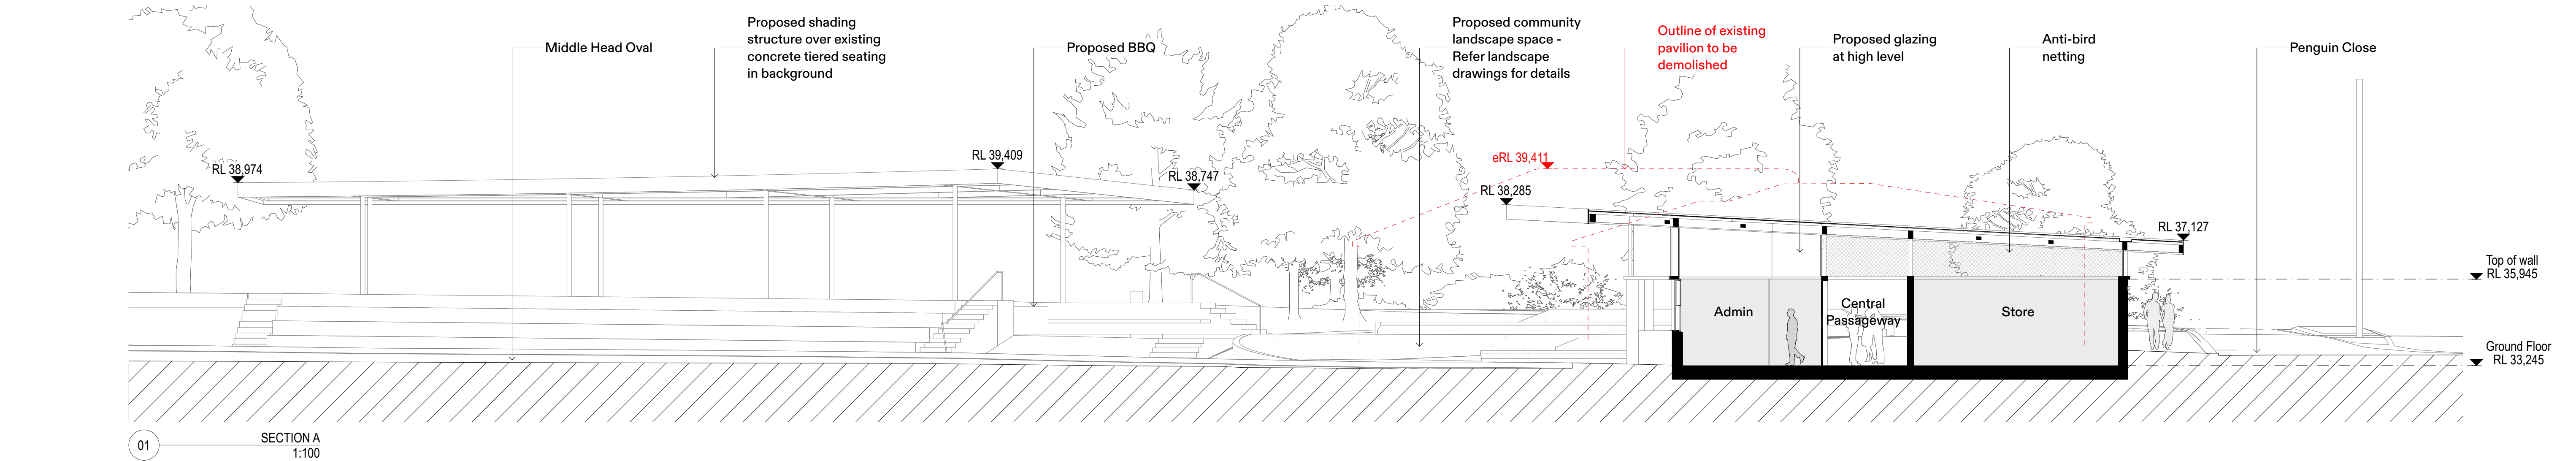 Middle Head Oval
Proposed shading
structure over existing
concrete tiered seating
in background
Proposed BBQ
Proposed community
landscape space -
Refer landscape
drawings for details
Outline of existing
pavilion to be
demolished
Proposed glazing
at high level
Anti-bird
netting
Penguin Close
RL 38,974
RL 39,409
RL 38,747
eRL 39,411
RL 38,285
RL 37,127
Top of wall
RL 35,945
Admin
Central
Passageway
Store
Ground Floor
RL 33,245
01
SECTION A
1:100